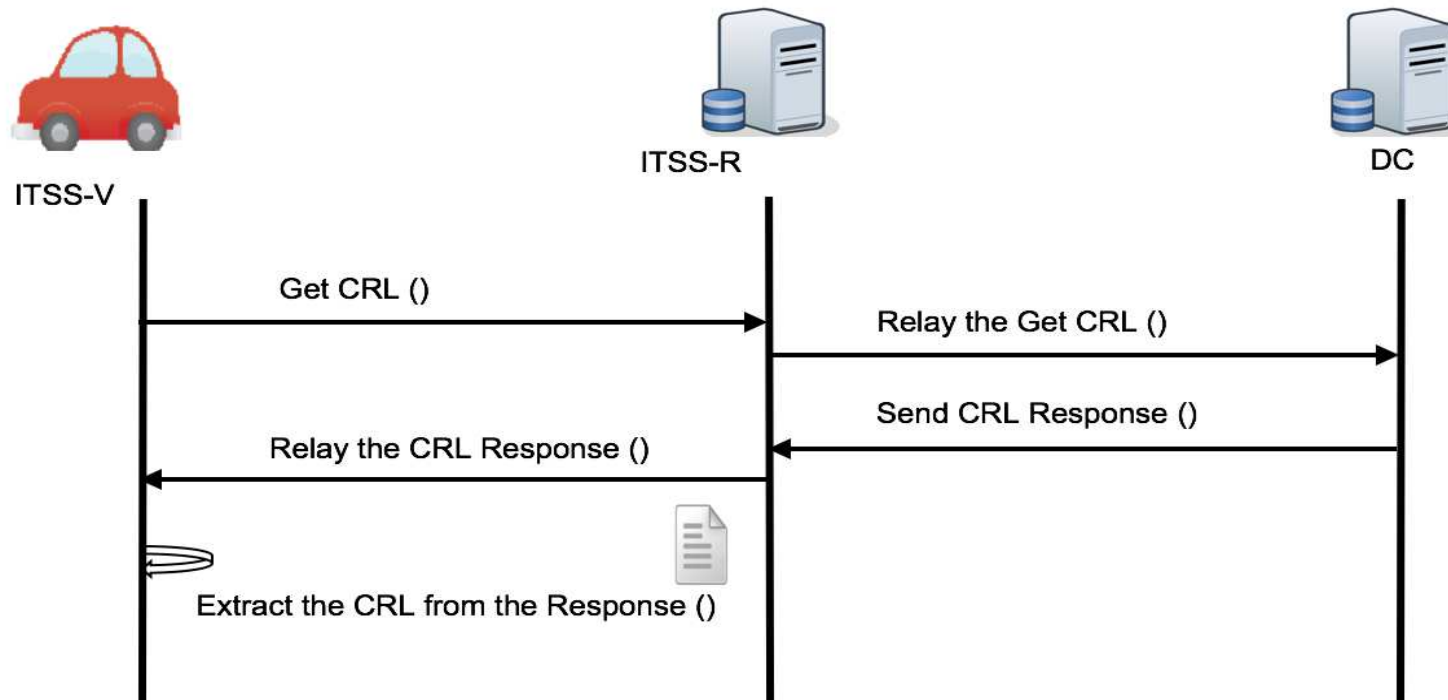 ITSS-V
ITSS-R
DC
Get CRL ()
Relay the Get CRL ()
Send CRL Response ()
Relay the CRL Response ()
Extract the CRL from the Response ()